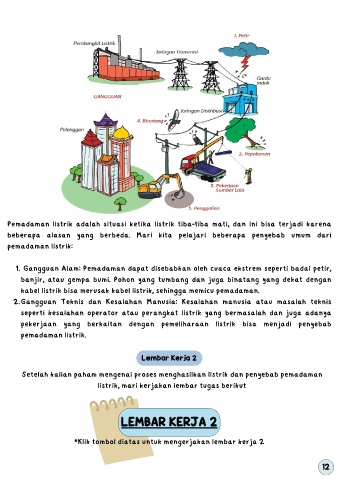 1. Petir
Pembangkit Listrik
Jaringan Transmisi
Gardu
Induk
GANGGUAN
Jaringan Distribusi
4. Binatang
Pelanggan
2. Pepohonan
3. Pekerjaan
Sumber Lain
5. Penggalian
Pemadaman listrik adalah situasi ketika listrik tiba-tiba mati, dan ini bisa terjadi karena
beberapa alasan yang berbeda. Mari kita pelajari beberapa penyebab umum dari
pemadaman listrik:
1. Gangguan Alam: Pemadaman dapat disebabkan oleh cuaca ekstrem seperti badai petir,
banjir, atau gempa bumi. Pohon yang tumbang dan juga binatang yang dekat dengan
kabel listrik bisa merusak kabel listrik, sehingga memicu pemadaman.
2. Gangguan Teknis dan Kesalahan Manusia: Kesalahan manusia atau masalah teknis
seperti kesalahan operator atau perangkat listrik yang bermasalah dan juga adanya
pekerjaan yang berkaitan dengan pemeliharaan listrik bisa menjadi penyebab
pemadaman listrik.
Lembar Kerja 2
Setelah kalian paham mengenai proses menghasilkan listrik dan penyebab pemadaman
listrik, mari kerjakan lembar tugas berikut
LEMBAR KERJA 2
*Klik tombol diatas untuk mengerjakan lembar kerja 2
12